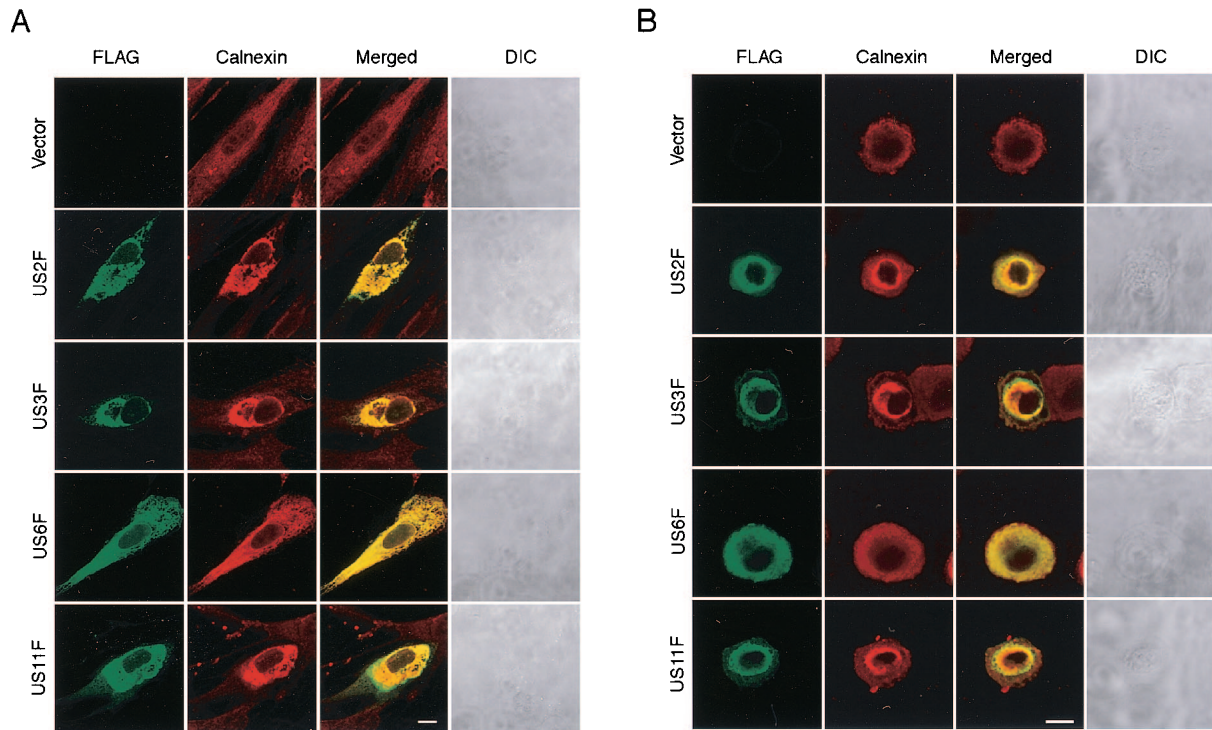 A
FLAG Calnexin Merged DIC
Vector
US2F
US3F
US6F
US11F
B
FLAG Calnexin Merged DIC
Vector
US2F
US3F
US6F
US11F